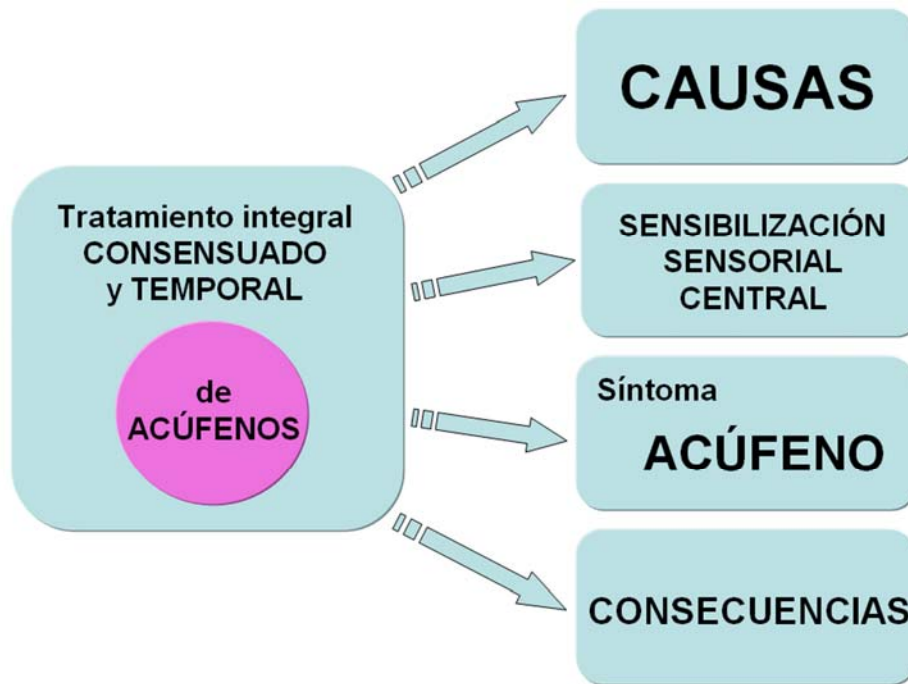 Tratamiento integral
CONSENSUADO
y TEMPORAL
de
ACÚFENOS
CAUSAS
SENSIBILIZACIÓN
SENSORIAL
CENTRAL
Síntoma
ACÚFENO
CONSECUENCIAS